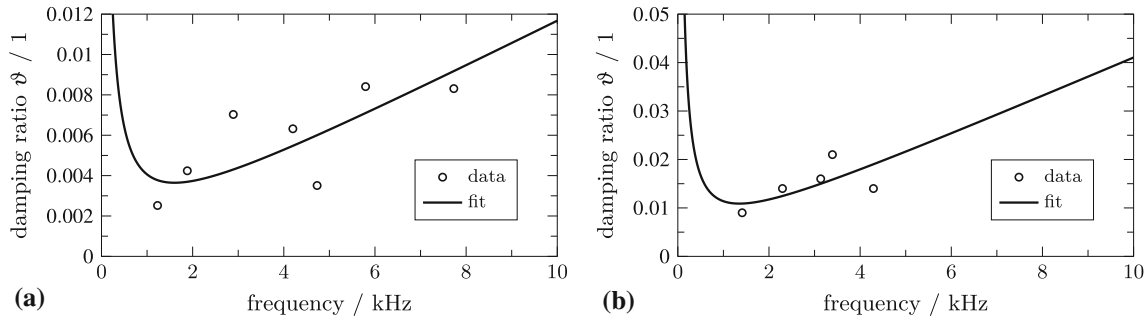 0.012
0.01
0.008
0.006
0.004
0.002
0
damping ratio ϑ / 1
0 2 4 6 8 10
frequency / kHz
data
fit
(a)
0.05
0.04
0.03
0.02
0.01
0
damping ratio ϑ / 1
0 2 4 6 8 10
frequency / kHz
data
fit
(b)